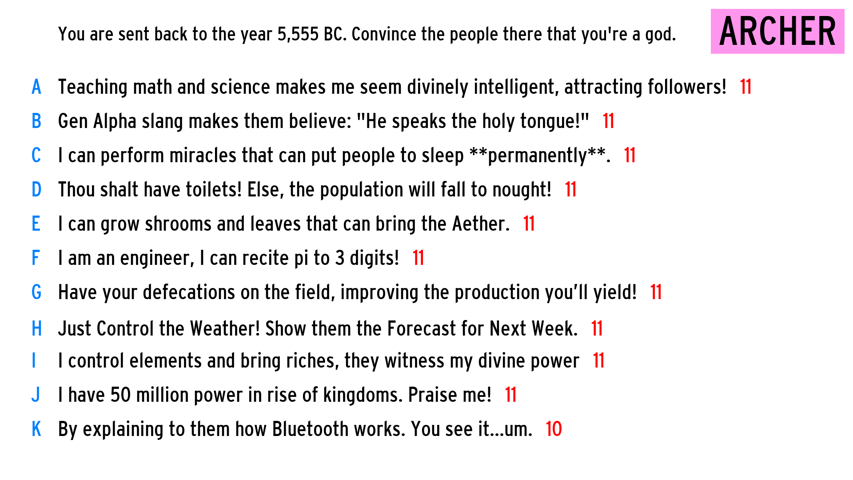 You are sent back to the year 5,555 BC. Convince the people there that you're a god.
ARCHER
A Teaching math and science makes me seem divinely intelligent, attracting followers! 11
B Gen Alpha slang makes them believe: "He speaks the holy tongue!" 11
C I can perform miracles that can put people to sleep **permanently**. 11
D Thou shalt have toilets! Else, the population will fall to nought! 11
E I can grow shrooms and leaves that can bring the Aether. 11
F I am an engineer, I can recite pi to 3 digits! 11
G Have your defecations on the field, improving the production you’ll yield! 11
H Just Control the Weather! Show them the Forecast for Next Week. 11
I I control elements and bring riches, they witness my divine power 11
J I have 50 million power in rise of kingdoms. Praise me! 11
K By explaining to them how Bluetooth works. You see it...um. 10